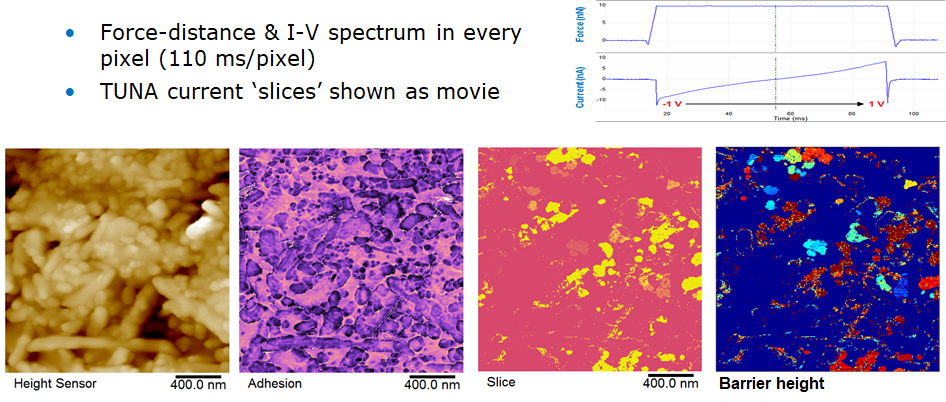 Force-distance & I-V spectrum in every
pixel (110 ms/pixel)
TUNA current ‘slices’ shown as movie
Force(nN)
10
5
0
Current(nA)
5
0
-5
-10
-1 V
1 V
20
40
60
80
100
Time (ms)
Height Sensor
400.0 nm
Adhesion
400.0 nm
Slice
400.0 nm
Barrier height